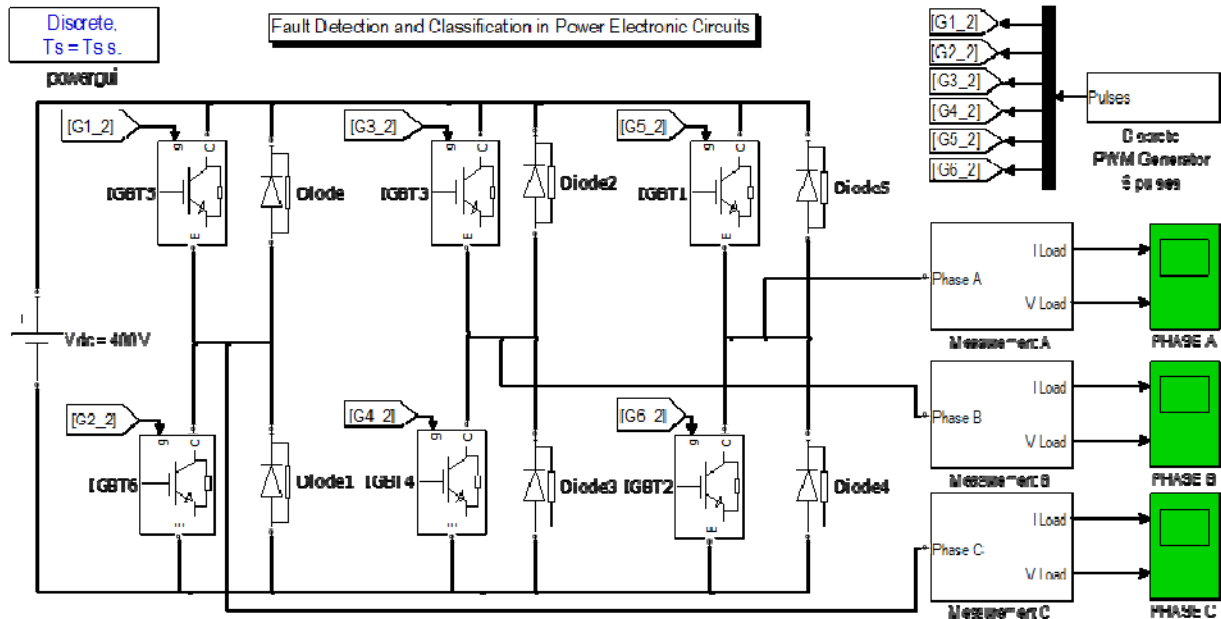 Discrete,
Ts = Ts s.
powergui
Fault Detection and Classification in Power Electronic Circuits
[G1_2]
[G2_2]
[G3_2]
[G4_2]
[G5_2]
[G6_2]
Pulses
Discrete
PWM Generator
6 pulses
[G1_2]
g
C
IGBT5
E
Diode
[G3_2]
g
C
IGBT3
E
Diode2
[G5_2]
g
C
IGBT1
E
Diode5
Vdc = 400V
[G2_2]
g
C
IGBT6
Diode1
[G4_2]
g
C
IGBT4
Diode3
[G6_2]
g
C
IGBT2
E
Diode4
Phase A
I Load
V Load
Measurement A
PHASE A
Phase B
I Load
V Load
Measurement B
PHASE B
Phase C
I Load
V Load
Measurement C
PHASE C